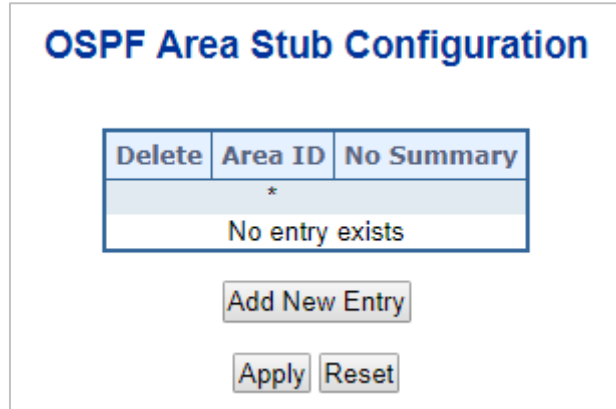 OSPF Area Stub Configuration
Delete Area ID No Summary
*
No entry exists
Add New Entry
Apply Reset